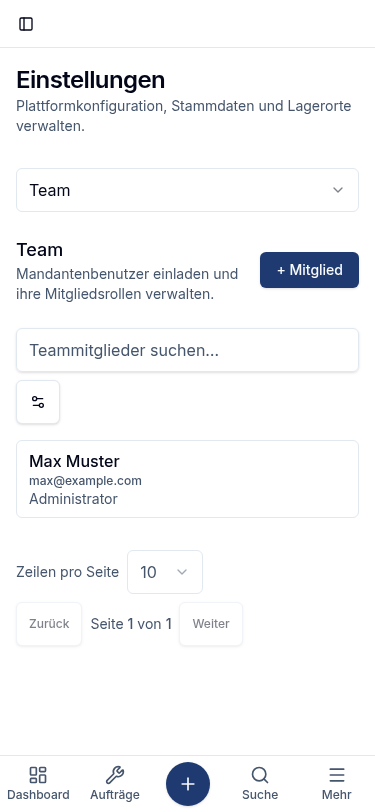 Einstellungen
Plattformkonfiguration, Stammdaten und Lagerorte
verwalten.
Team
Team
Mandantenbenutzer einladen und
ihre Mitgliedsrollen verwalten.
+ Mitglied
Teammitglieder suchen...
Max Muster
max@example.com
Administrator
Zeilen pro Seite 10
Zurück Seite 1 von 1 Weiter
Dashboard Aufträge Suche Mehr